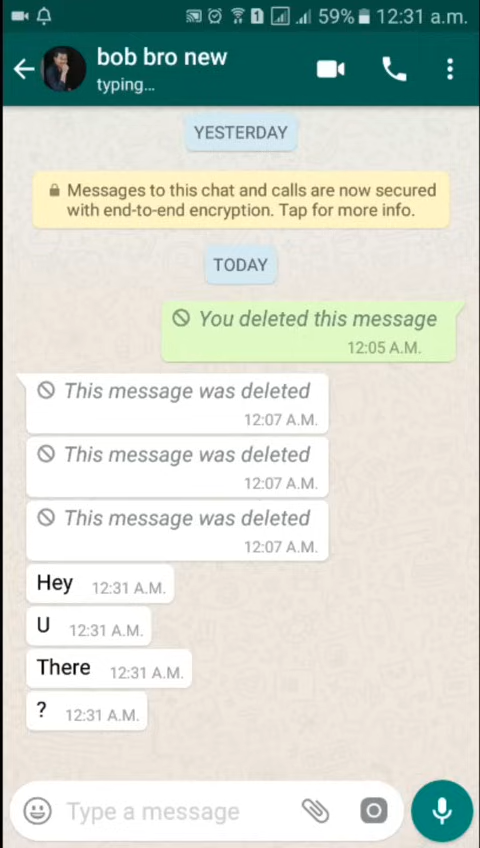 59% 12:31 a.m.
bob bro new
typing...
YESTERDAY
Messages to this chat and calls are now secured
with end-to-end encryption. Tap for more info.
TODAY
You deleted this message
12:05 A.M.
This message was deleted
12:07 A.M.
This message was deleted
12:07 A.M.
This message was deleted
12:07 A.M.
Hey 12:31 A.M.
U 12:31 A.M.
There 12:31 A.M.
? 12:31 A.M.
Type a message